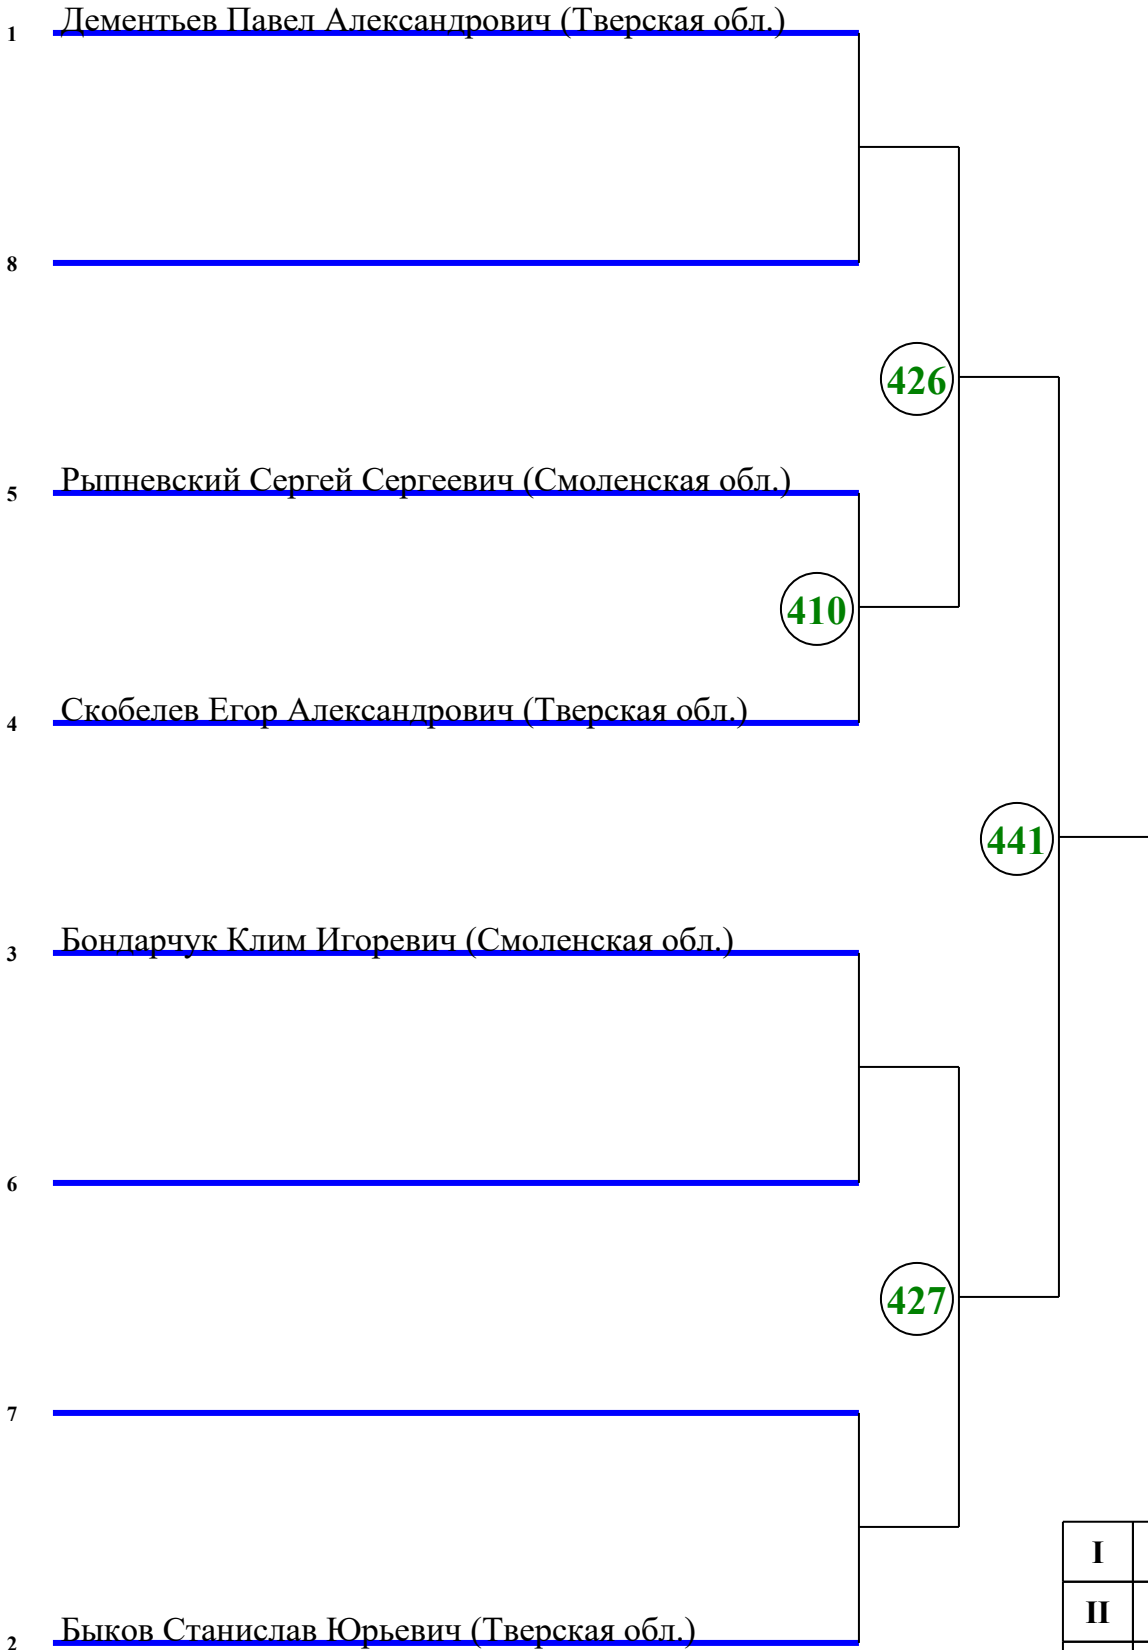 1 Дементьев Павел Александрович (Тверская обл.)
8
426
5 Рыпневский Сергей Сергеевич (Смоленская обл.)
410
4 Скобелев Егор Александрович (Тверская обл.)
441
3 Бондарчук Клим Игоревич (Смоленская обл.)
6
427
7
I
II
2 Быков Станислав Юрьевич (Тверская обл.)